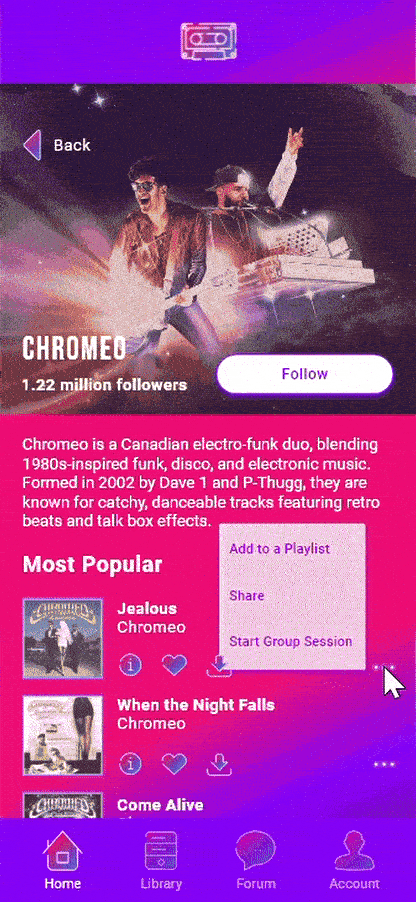 Back
CHROMEO
1.22 million followers
Follow
Chromeo is a Canadian electro-funk duo, blending
1980s-inspired funk, disco, and electronic music.
Formed in 2002 by Dave 1 and P-Thugg, they are
known for catchy, danceable tracks featuring retro
beats and talk box effects.
Add to a Playlist
Share
Start Group Session
Most Popular
Jealous
Chromeo
When the Night Falls
Chromeo
Come Alive
Home
Library
Forum
Account